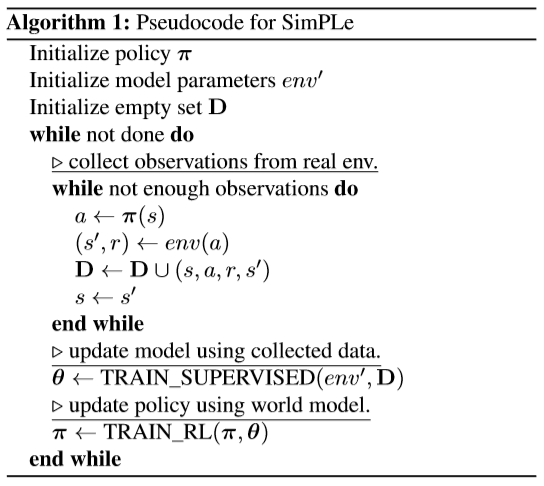 Algorithm 1: Pseudocode for SimPLe
Initialize policy π
Initialize model parameters env′
Initialize empty set D
while not done do
▷ collect observations from real env.
while not enough observations do
a ← π(s)
(s′, r) ← env(a)
D ← D ∪ (s, a, r, s′)
s ← s′
end while
▷ update model using collected data.
θ ← TRAIN_SUPERVISED(env′, D)
▷ update policy using world model.
π ← TRAIN_RL(π, θ)
end while